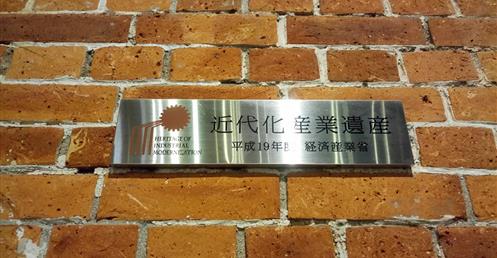 近代化産業遺産
平成19年度 経済産業省
HERITAGE OF
INDUSTRIAL
MODERNIZATION